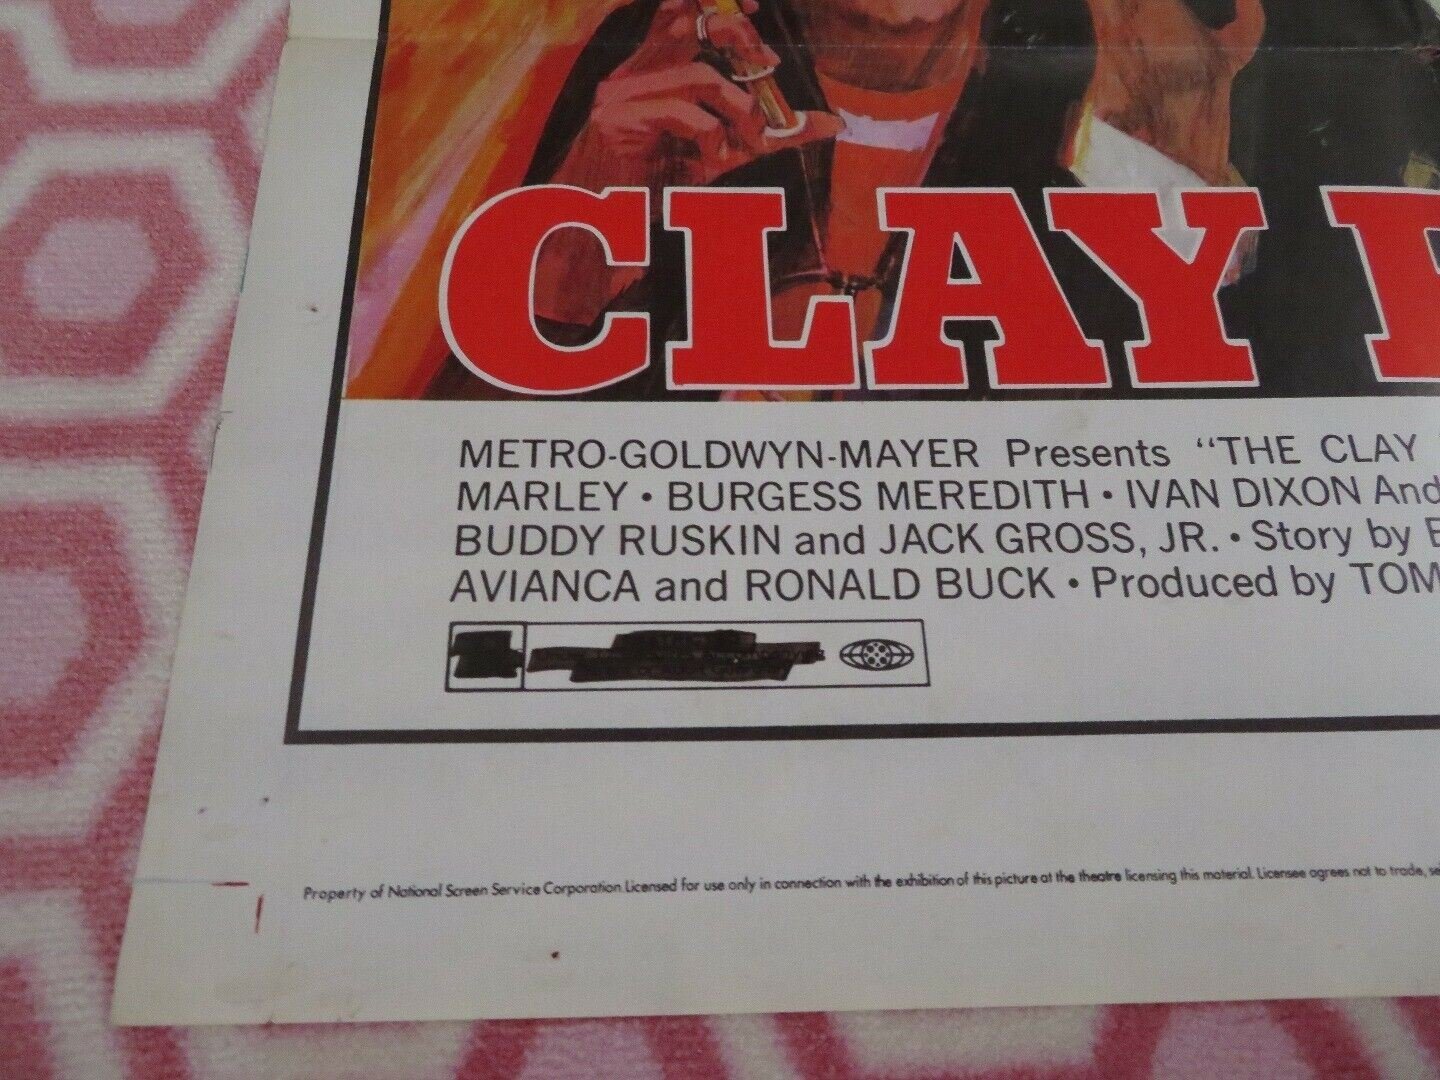 CLAY
METRO-GOLDWYN-MAYER Presents "THE CLAY
MARLEY • BURGESS MEREDITH • IVAN DIXON And
BUDDY RUSKIN and JACK GROSS, JR. • Story by
AVIANCA and RONALD BUCK • Produced by TOM
Property of National Screen Service Corporation. Licensed for use only in connection with the exhibition of this picture at the theatre licensing this material. Licensee agrees not to trade,